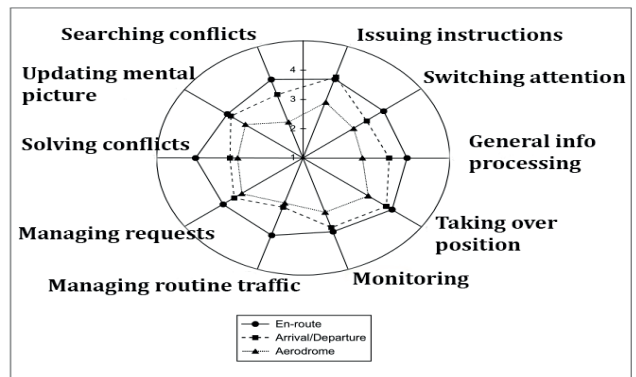 Searching conflicts
Issuing instructions
Updating mental
picture
Switching attention
4
3
2
1
Solving conflicts
General info
processing
Managing requests
Taking over
position
Managing routine traffic
Monitoring
En-route
Arrival/Departure
Aerodrome